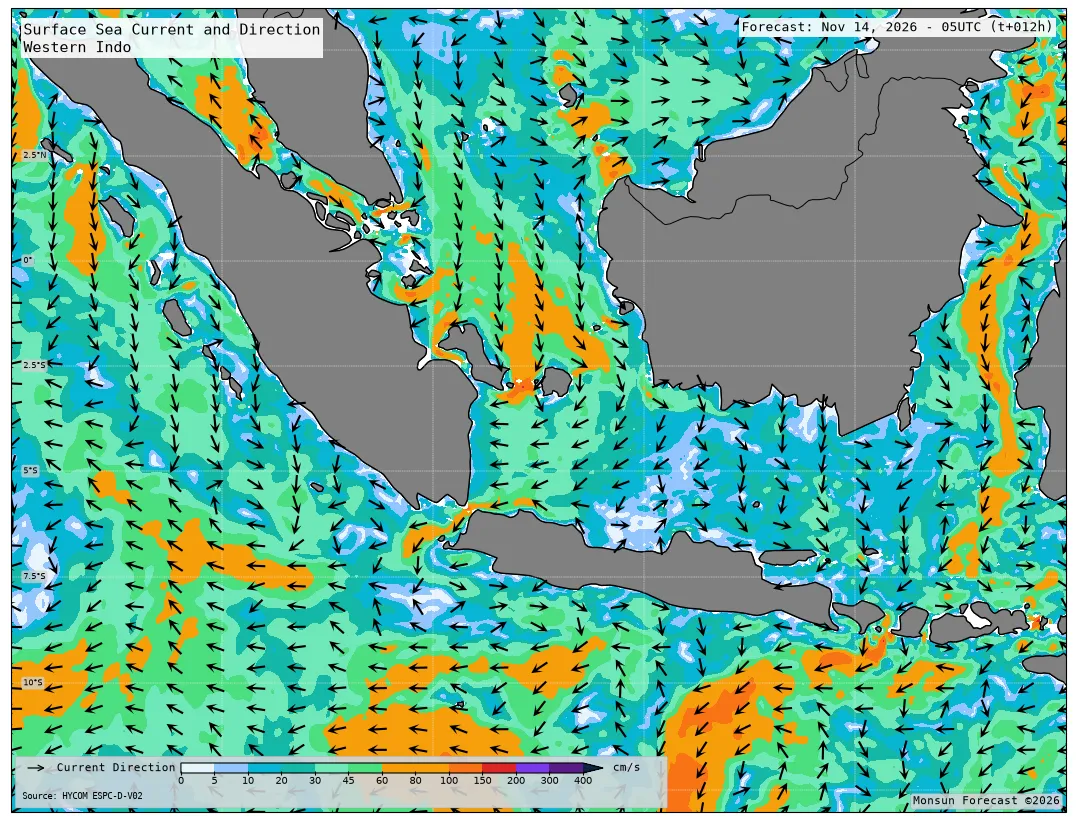 Surface Sea Current and Direction
Western Indo
Forecast: Nov 14, 2026 - 05UTC (t+012h)
2.5°N
0°
2.5°S
5°S
7.5°S
10°S
Current Direction
0 5 10 20 30 45 60 80 100 150 200 300 400 cm/s
Source: HYCOM ESPC-D-V02
Monsun Forecast ©2026